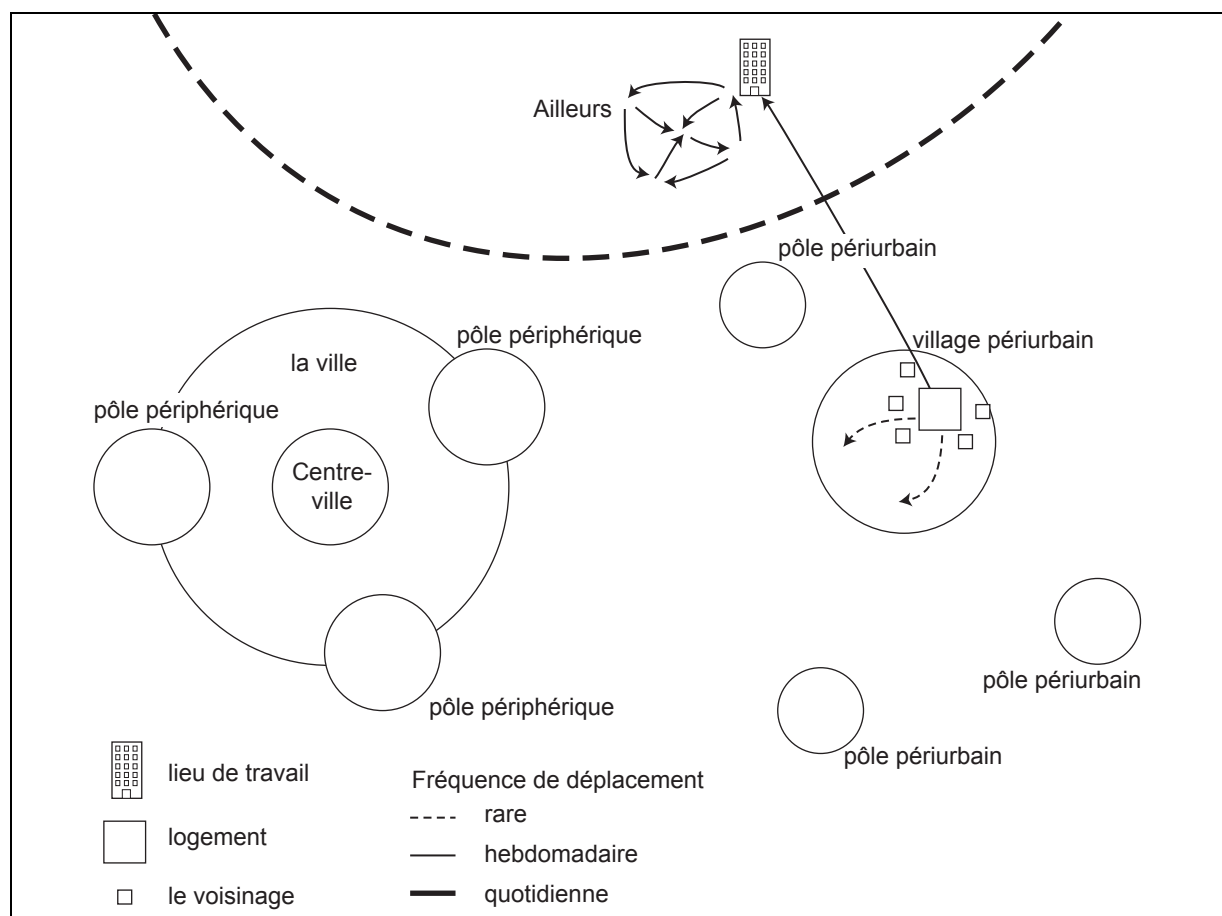 Ailleurs
pôle périurbain
pôle périphérique
village périurbain
la ville
pôle périphérique
Centre-
ville
pôle périurbain
pôle périphérique
pôle périurbain
lieu de travail
logement
le voisinage
Fréquence de déplacement
rare
hebdomadaire
quotidienne